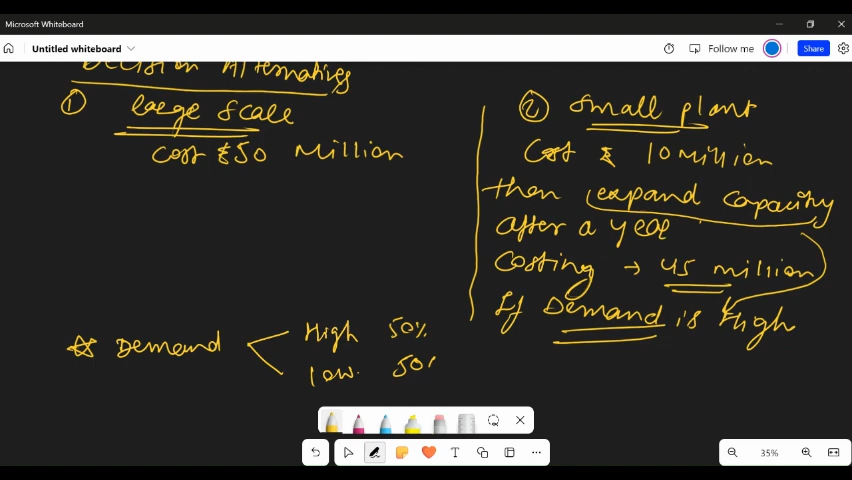 Microsoft Whiteboard
Untitled whiteboard
Follow me
Share
Decision Alternatives
① large scale
Cost £50 Million
② Small plant
Cost £ 10 million
then expand capacity
after a year
Costing → 45 million
If Demand is High
☆ Demand
High 50%
low. 500
35%